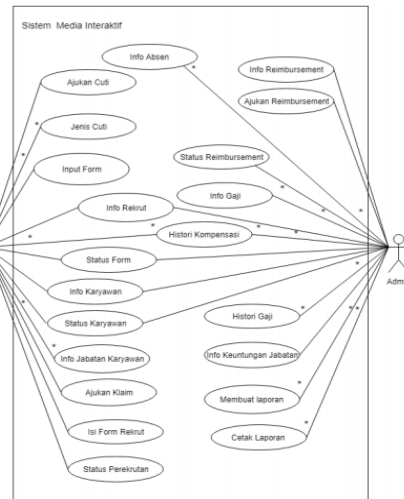 Sistem Media Interaktif
Info Absen
Info Reimbursement
Ajukan Cuti
Ajukan Reimbursement
Jenis Cuti
Status Reimbursement
Input Form
Info Gaji
Info Rekrut
Histori Kompensasi
Status Form
Adm
Info Karyawan
Histori Gaji
Status Karyawan
Info Jabatan Karyawan
Info Keuntungan Jabatan
Ajukan Klaim
Membuat laporan
Isi Form Rekrut
Cetak Laporan
Status Perekrutan